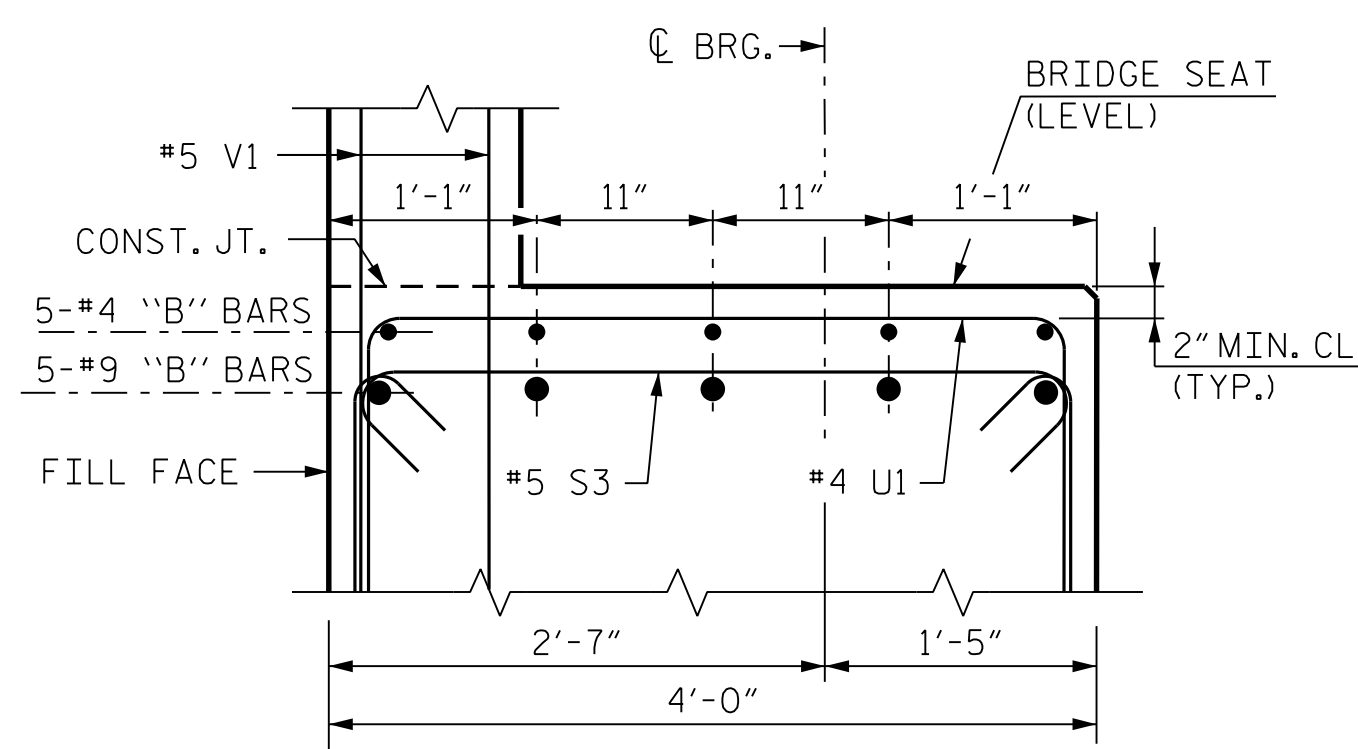 ℄ BRG.
BRIDGE SEAT
(LEVEL)
#5 V1
1'-1"
11"
11"
1'-1"
CONST. JT.
5-#4 "B" BARS
5-#9 "B" BARS
2" MIN. CL
(TYP.)
FILL FACE
#5 S3
#4 U1
2'-7"
1'-5"
4'-0"